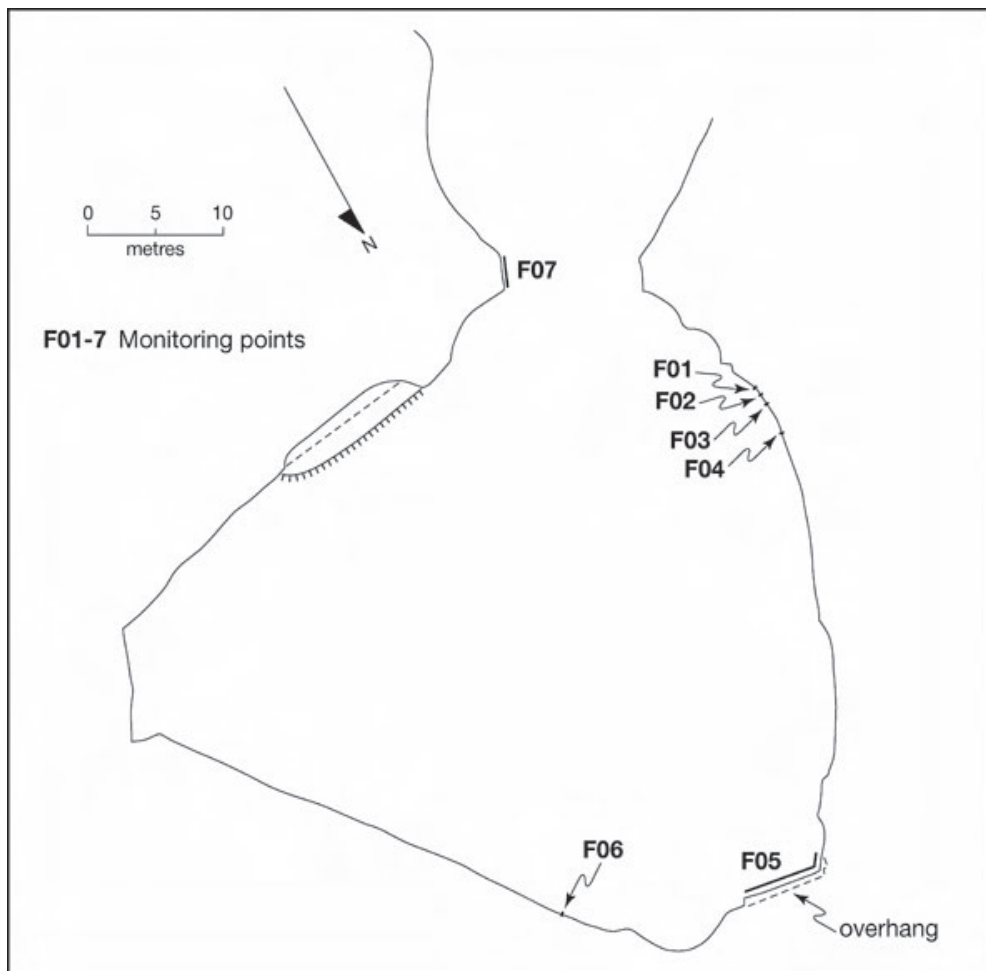 0 5 10
metres
N
F07
F01-7 Monitoring points
F01
F02
F03
F04
F06
F05
overhang